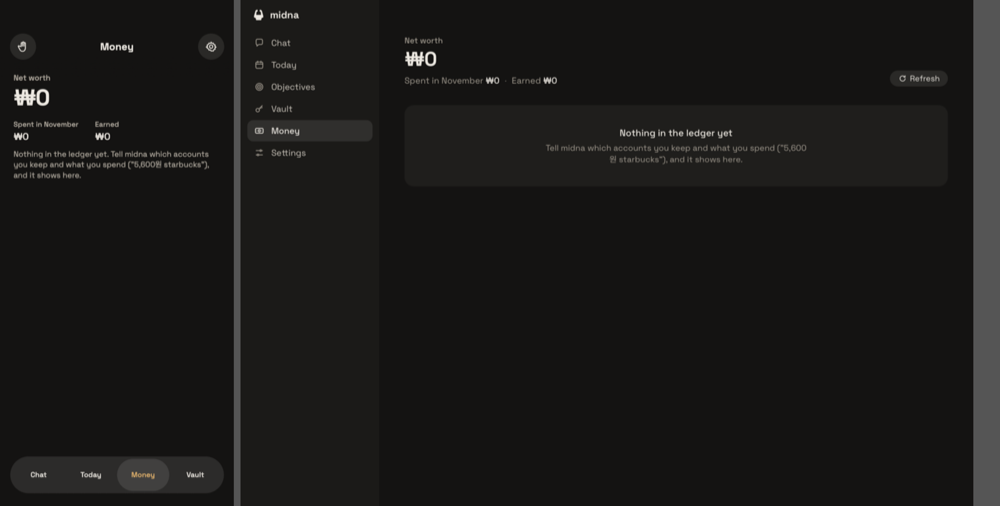 Money
Net worth
₩0
Spent in November
Earned
₩0
₩0
Nothing in the ledger yet. Tell midna which accounts
you keep and what you spend ("5,600원 starbucks"),
and it shows here.
Chat
Today
Money
Vault
midna
Chat
Today
Objectives
Vault
Money
Settings
Net worth
₩0
Spent in November ₩0 · Earned ₩0
Refresh
Nothing in the ledger yet
Tell midna which accounts you keep and what you spend ("5,600
원 starbucks"), and it shows here.